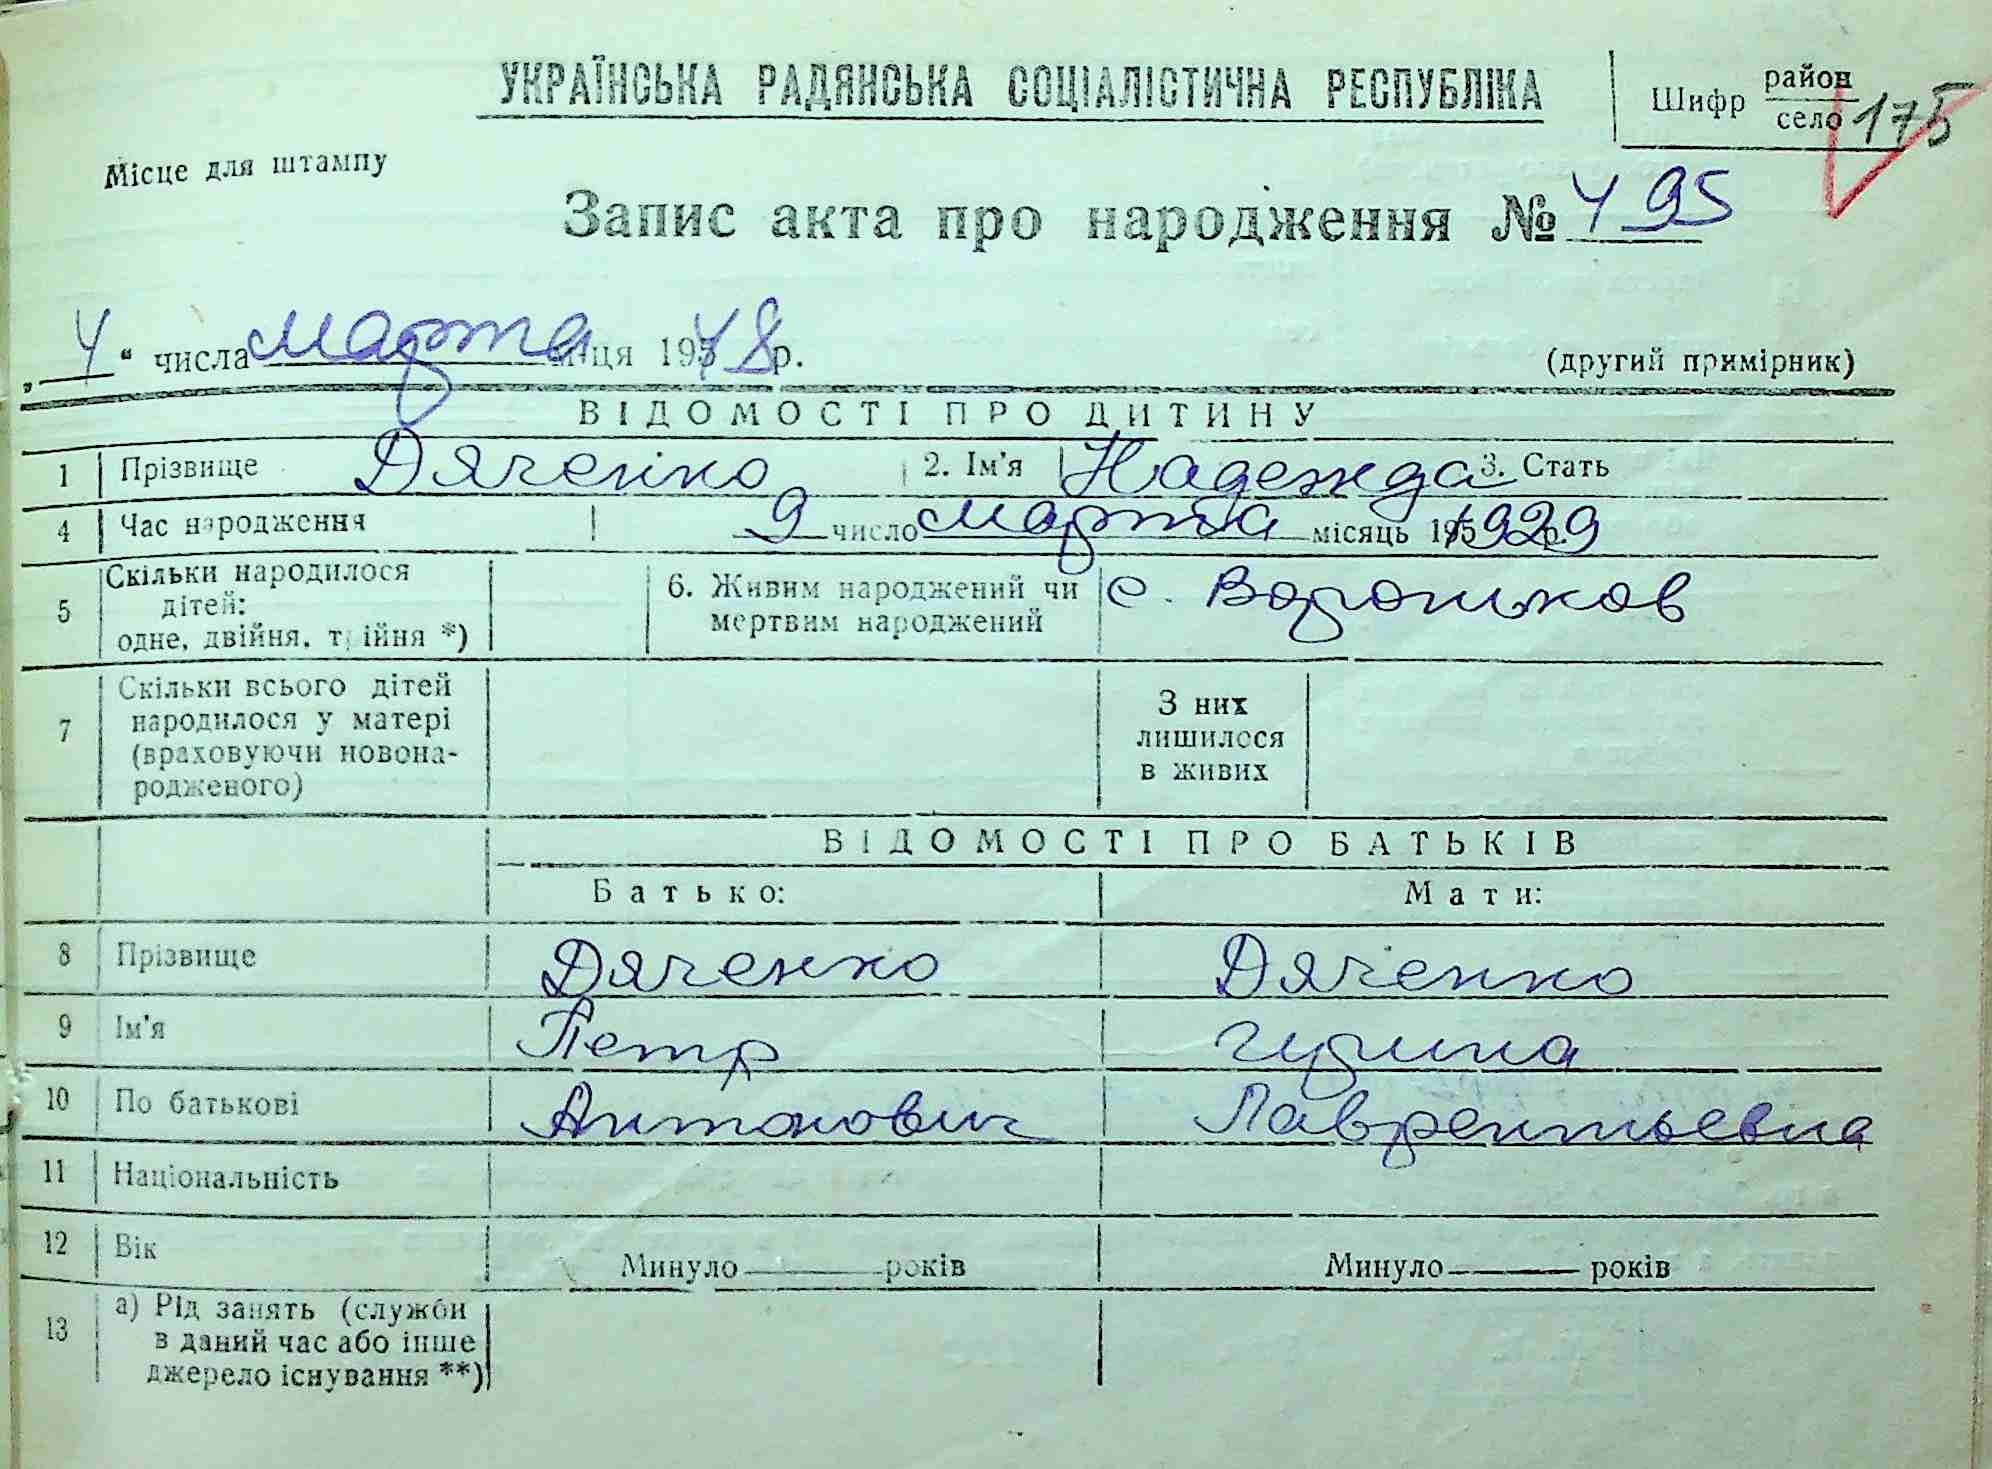 УКРАЇНСЬКА РАДЯНСЬКА СОЦІАЛІСТИЧНА РЕСПУБЛІКА
Шифр район село 175
Місце для штампу
Запис акта про народження № 495
„ 4 “ числа марта м-ця 1948 р. (другий примірник)
ВІДОМОСТІ ПРО ДИТИНУ
1 Прізвище Дяченко 2. Ім'я Надежда 3. Стать
4 Час народження 9 число марта місяць 1929 р.
5 Скільки народилося дітей: одне, двійня, трійня *) 6. Живим народжений чи мертвим народжений с. Вороньков
7 Скільки всього дітей народилося у матері (враховуючи новонародженого) З них лишилося в живих
ВІДОМОСТІ ПРО БАТЬКІВ
Батько: Мати:
8 Прізвище Дяченко Дяченко
9 Ім'я Петр
10 По батькові Антонович Лаврентьевна
11 Національність
12 Вік Минуло років Минуло років
13 а) Рід занять (служби в даний час або інше джерело існування **)